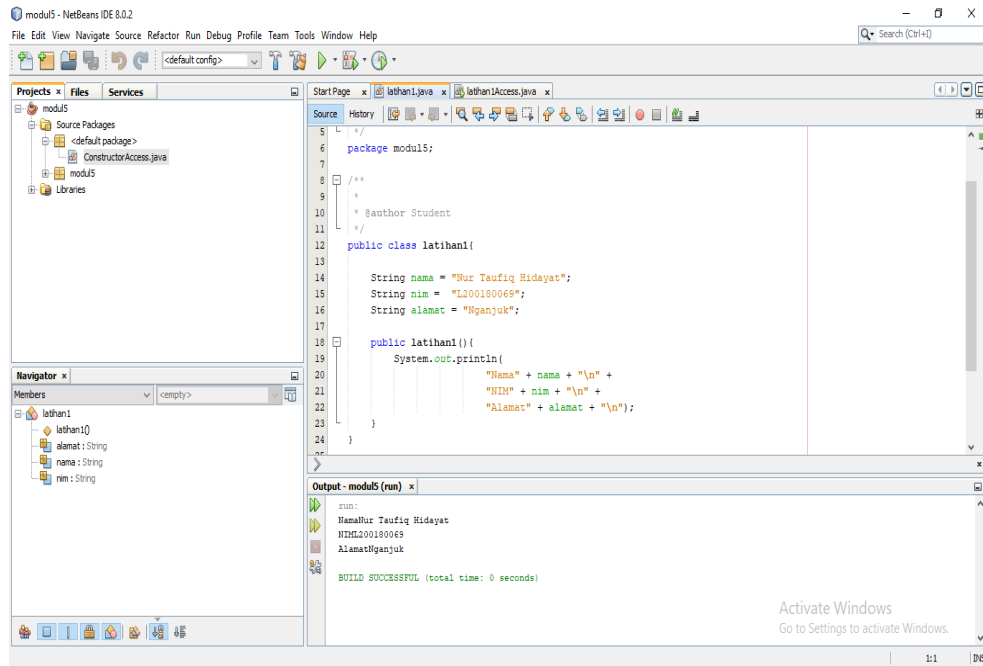 modul5 - NetBeans IDE 8.0.2
File Edit View Navigate Source Refactor Run Debug Profile Team Tools Window Help
Search (Ctrl+I)
<default config>
Projects x Files Services
modul5
Source Packages
<default package>
ConstructorAccess.java
modul5
Libraries
Navigator x
Members <empty>
latihan1
latihan1()
alamat : String
nama : String
nim : String
Start Page x latihan1.java x latihan1Access.java x
Source History
5 */
6 package modul5;
7
8 /**
9 *
10 * @author Student
11 */
12 public class latihan1{
13
14 String nama = "Nur Taufiq Hidayat";
15 String nim = "L200180069";
16 String alamat = "Nganjuk";
17
18 public latihan1(){
19 System.out.println(
20 "Nama" + nama + "\n" +
21 "NIM" + nim + "\n" +
22 "Alamat" + alamat + "\n");
23 }
24 }
Output - modul5 (run) x
run:
NamaNur Taufiq Hidayat
NIML200180069
AlamatNganjuk
BUILD SUCCESSFUL (total time: 0 seconds)
Activate Windows
Go to Settings to activate Windows.
1:1